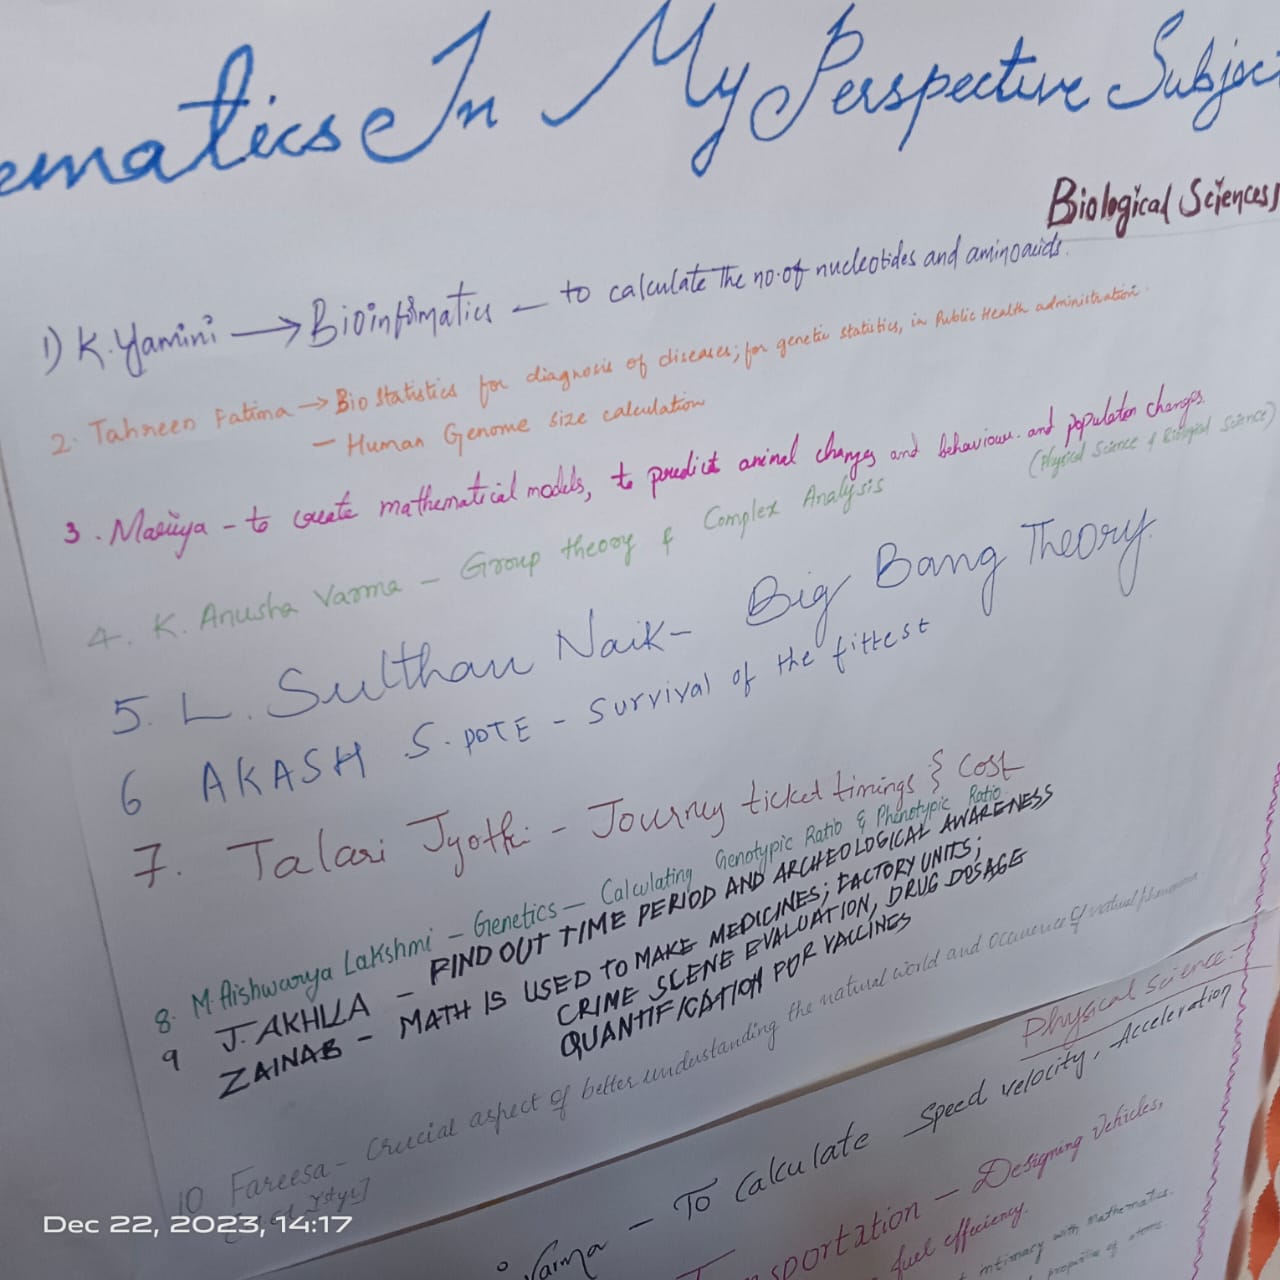 ematics In My Perspective Subjec
Biological Sciences
1) K. Yamini → Bioinformatics — to calculate the no. of nucleotides and aminoacids.
2. Tahneen Fatima → Bio statistics for diagnosis of diseases; for genetic statistics, in Public Health administration.
— Human Genome size calculation
3. Mariya - to create mathematical models, to predict animal changes and behaviour and population changes.
(Physical Science & Biological Science)
4. K. Anusha Varma — Group theory & Complex Analysis
5. L. Sulthan Naik - Big Bang Theory.
6 AKASH S. POTE - Survival of the fittest
7. Talari Jyothi - Journey ticket timings & Cost
8. M. Aishwarya Lakshmi - Genetics - Calculating Genotypic Ratio & Phenotypic Ratio
9 J. AKHILA - FIND OUT TIME PERIOD AND ARCHEOLOGICAL AWARENESS
ZAINAB - MATH IS USED TO MAKE MEDICINES; FACTORY UNITS;
CRIME SCENE EVALUATION, DRUG DOSAGE
QUANTIFICATION FOR VACCINES
10 Fareesa - Crucial aspect of better understanding the natural world and occurence of natural phenomena
Physical Science:-
Varma - To Calculate Speed velocity, Acceleration
sportation - Designing Vehicles,
fuel efficiency.
intimacy with mathematics.
properties of atoms
Dec 22, 2023, 14:17